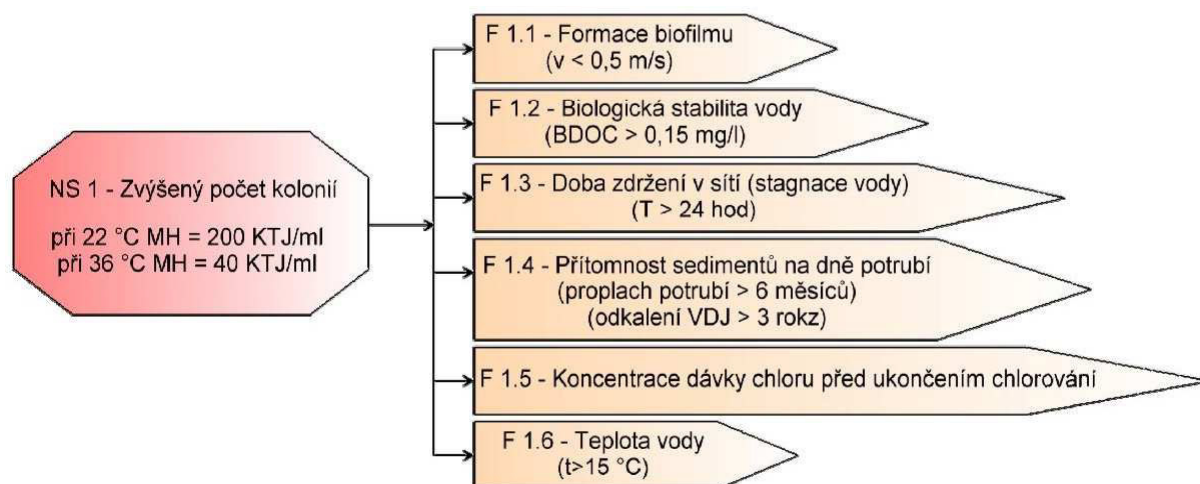 NS 1 - Zvýšený počet kolonií
při 22 °C MH = 200 KTJ/ml
při 36 °C MH = 40 KTJ/ml
F 1.1 - Formace biofilmu
(v < 0,5 m/s)
F 1.2 - Biologická stabilita vody
(BDOC > 0,15 mg/l)
F 1.3 - Doba zdržení v sítí (stagnace vody)
(T > 24 hod)
F 1.4 - Přítomnost sedimentů na dně potrubí
(proplach potrubí > 6 měsíců)
(odkalení VDJ > 3 rokz)
F 1.5 - Koncentrace dávky chloru před ukončením chlorování
F 1.6 - Teplota vody
(t>15 °C)